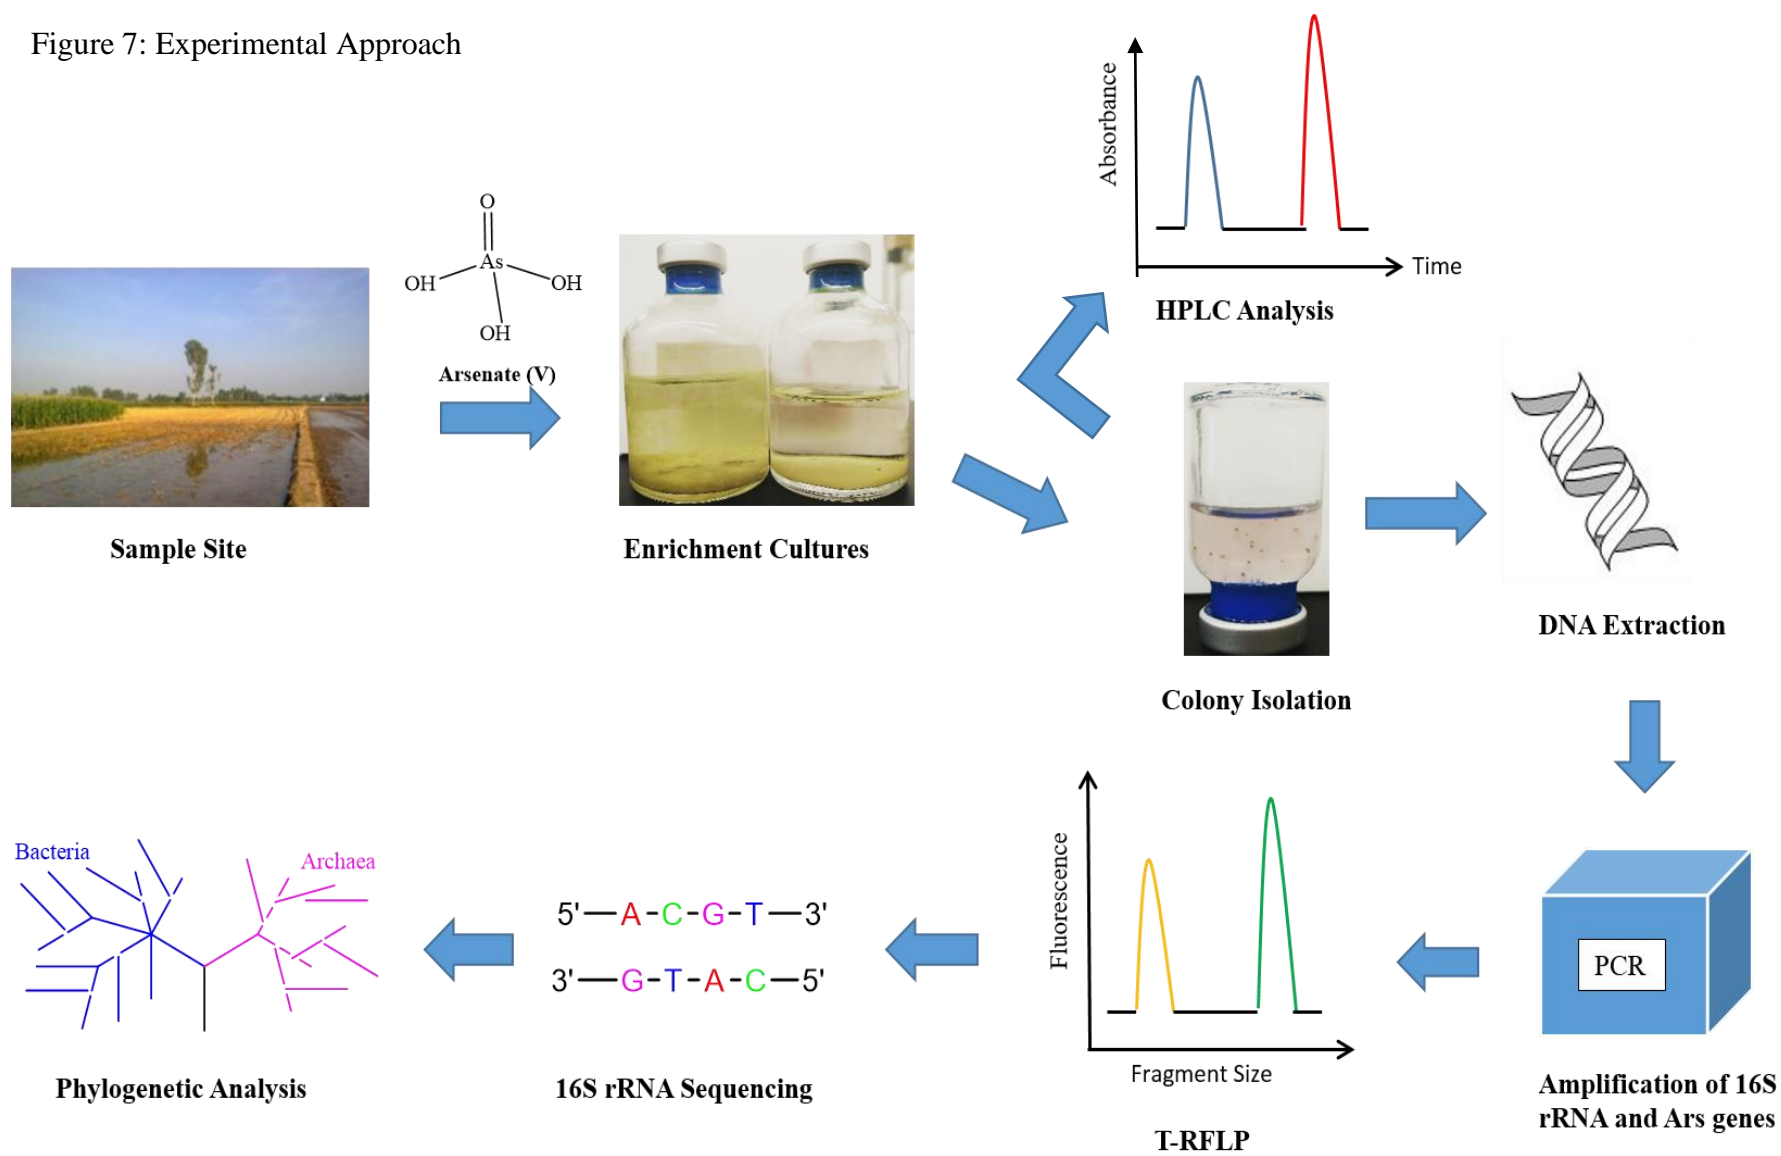 Figure 7: Experimental Approach
O
As
OH
OH
OH
Arsenate (V)
Sample Site
Enrichment Cultures
Absorbance
Time
HPLC Analysis
Colony Isolation
DNA Extraction
PCR
Amplification of 16S
rRNA and Ars genes
Fluorescence
Fragment Size
T-RFLP
5'—A-C-G-T—3'
3'—G-T-A-C—5'
16S rRNA Sequencing
Bacteria
Archaea
Phylogenetic Analysis